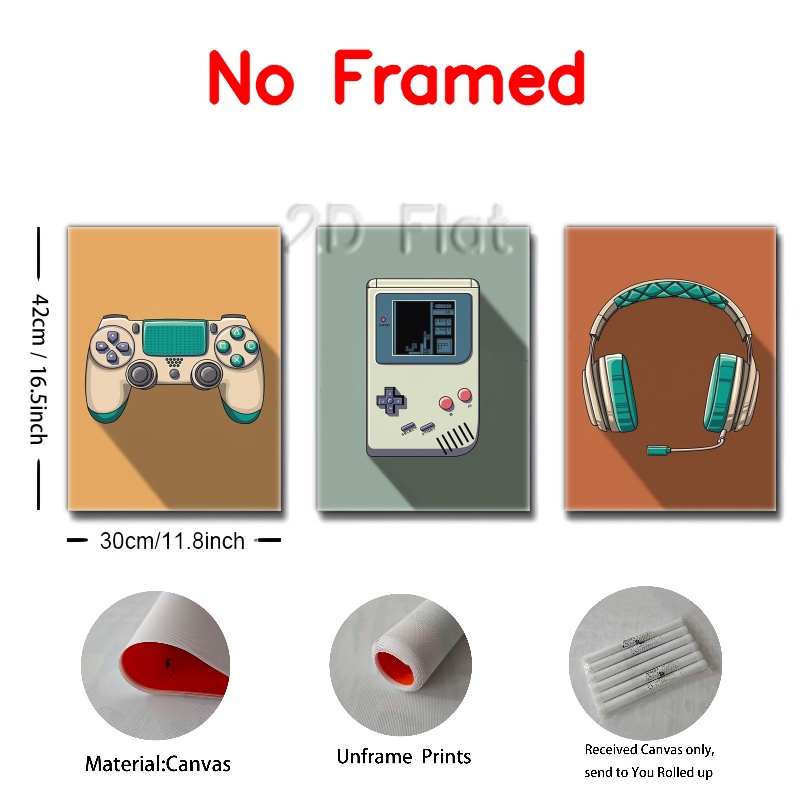 No Framed
2D Flat
42cm / 16.5inch
30cm/11.8inch
Material:Canvas
Unframe Prints
Received Canvas only,
send to You Rolled up